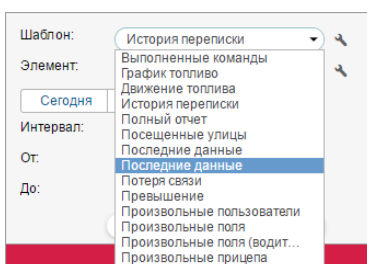 Шаблон:
История переписки
Элемент:
Выполненные команды
График топливо
Движение топлива
История переписки
Полный отчет
Посещенные улицы
Последние данные
Последние данные
Потеря связи
Превышение
Произвольные пользователи
Произвольные поля
Произвольные поля (водит...
Произвольные прицепа
Сегодня
Интервал:
От:
До: